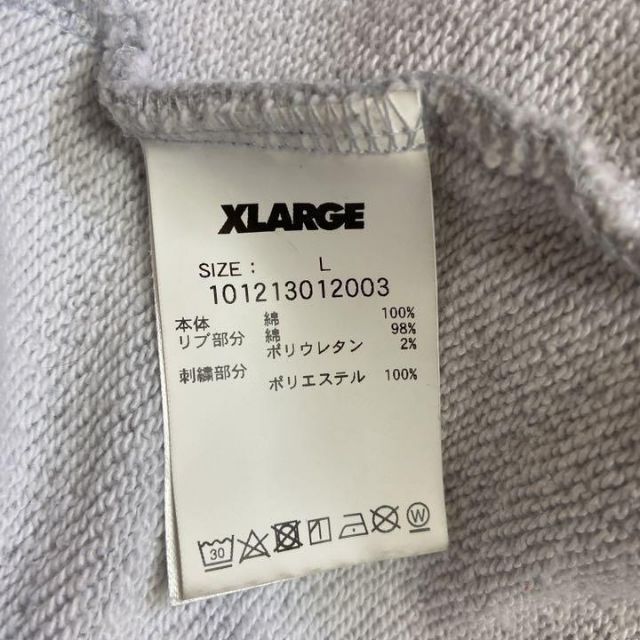 XLARGE
SIZE : L
101213012003
本体 綿 100%
リブ部分 綿 98%
ポリウレタン 2%
刺繍部分 ポリエステル 100%
30 W